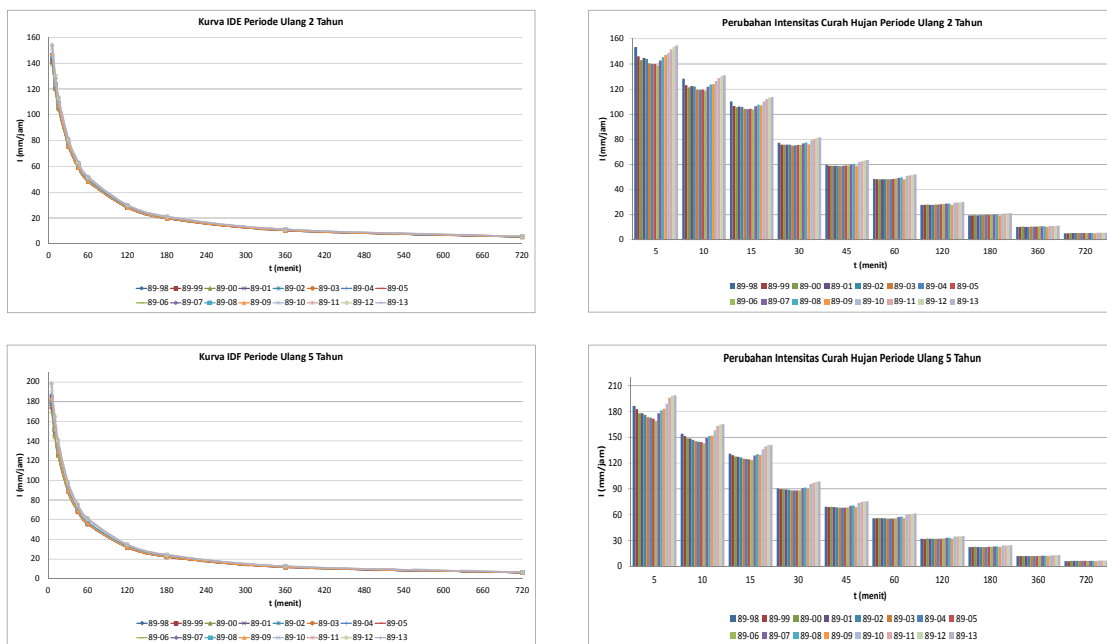 Kurva IDE Periode Ulang 2 Tahun
I (mm/jam)
160
140
120
100
80
60
40
20
0
0 60 120 180 240 300 360 420 480 540 600 660 720
t (menit)
89-98 89-99 89-00 89-01 89-02 89-03 89-04 89-05
89-06 89-07 89-08 89-09 89-10 89-11 89-12 89-13
Perubahan Intensitas Curah Hujan Periode Ulang 2 Tahun
I (mm/jam)
160
140
120
100
80
60
40
20
0
5 10 15 30 45 60 120 180 360 720
t (menit)
89-98 89-99 89-00 89-01 89-02 89-03 89-04 89-05
89-06 89-07 89-08 89-09 89-10 89-11 89-12 89-13
Kurva IDF Periode Ulang 5 Tahun
I (mm/jam)
200
180
160
140
120
100
80
60
40
20
0
0 60 120 180 240 300 360 420 480 540 600 660 720
t (menit)
89-98 89-99 89-00 89-01 89-02 89-03 89-04 89-05
89-06 89-07 89-08 89-09 89-10 89-11 89-12 89-13
Perubahan Intensitas Curah Hujan Periode Ulang 5 Tahun
I (mm/jam)
210
180
150
120
90
60
30
0
5 10 15 30 45 60 120 180 360 720
t (menit)
89-98 89-99 89-00 89-01 89-02 89-03 89-04 89-05
89-06 89-07 89-08 89-09 89-10 89-11 89-12 89-13